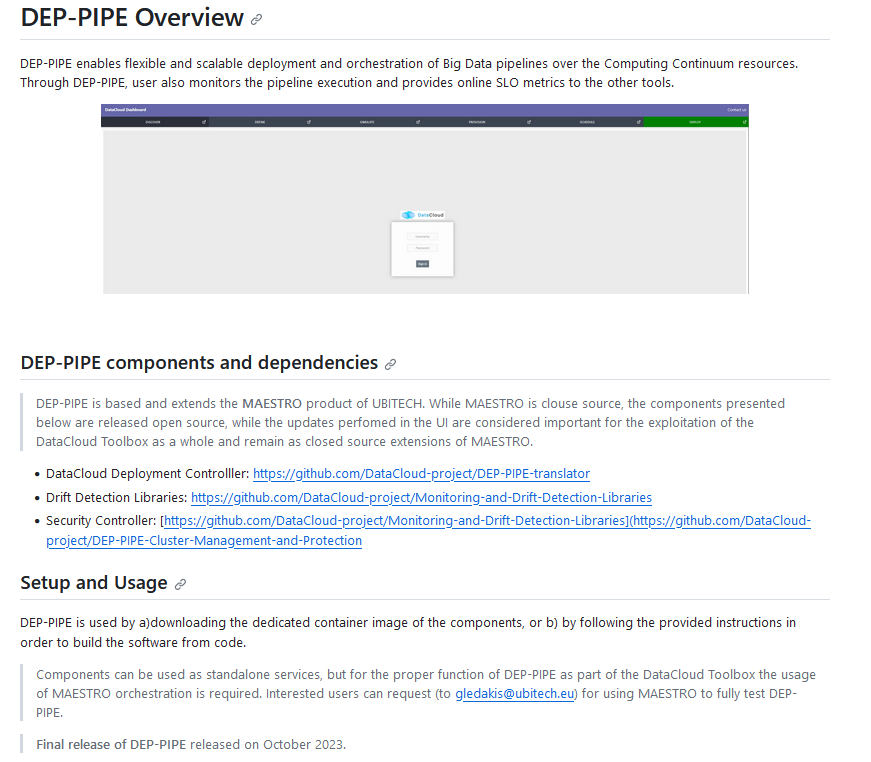 DEP-PIPE Overview
DEP-PIPE enables flexible and scalable deployment and orchestration of Big Data pipelines over the Computing Continuum resources.
Through DEP-PIPE, user also monitors the pipeline execution and provides online SLO metrics to the other tools.
DataCloud Dashboard
Contact us
DISCOVER
DEFINE
SIMULATE
PROVISION
SCHEDULE
DEPLOY
DataCloud
Username
Password
Sign in
DEP-PIPE components and dependencies
DEP-PIPE is based and extends the MAESTRO product of UBITECH. While MAESTRO is clouse source, the components presented
below are released open source, while the updates perfomed in the UI are considered important for the exploitation of the
DataCloud Toolbox as a whole and remain as closed source extensions of MAESTRO.
• DataCloud Deployment Controlller: https://github.com/DataCloud-project/DEP-PIPE-translator
• Drift Detection Libraries: https://github.com/DataCloud-project/Monitoring-and-Drift-Detection-Libraries
• Security Controller: [https://github.com/DataCloud-project/Monitoring-and-Drift-Detection-Libraries](https://github.com/DataCloud-
project/DEP-PIPE-Cluster-Management-and-Protection
Setup and Usage
DEP-PIPE is used by a)downloading the dedicated container image of the components, or b) by following the provided instructions in
order to build the software from code.
Components can be used as standalone services, but for the proper function of DEP-PIPE as part of the DataCloud Toolbox the usage
of MAESTRO orchestration is required. Interested users can request (to gledakis@ubitech.eu) for using MAESTRO to fully test DEP-
PIPE.
Final release of DEP-PIPE released on October 2023.